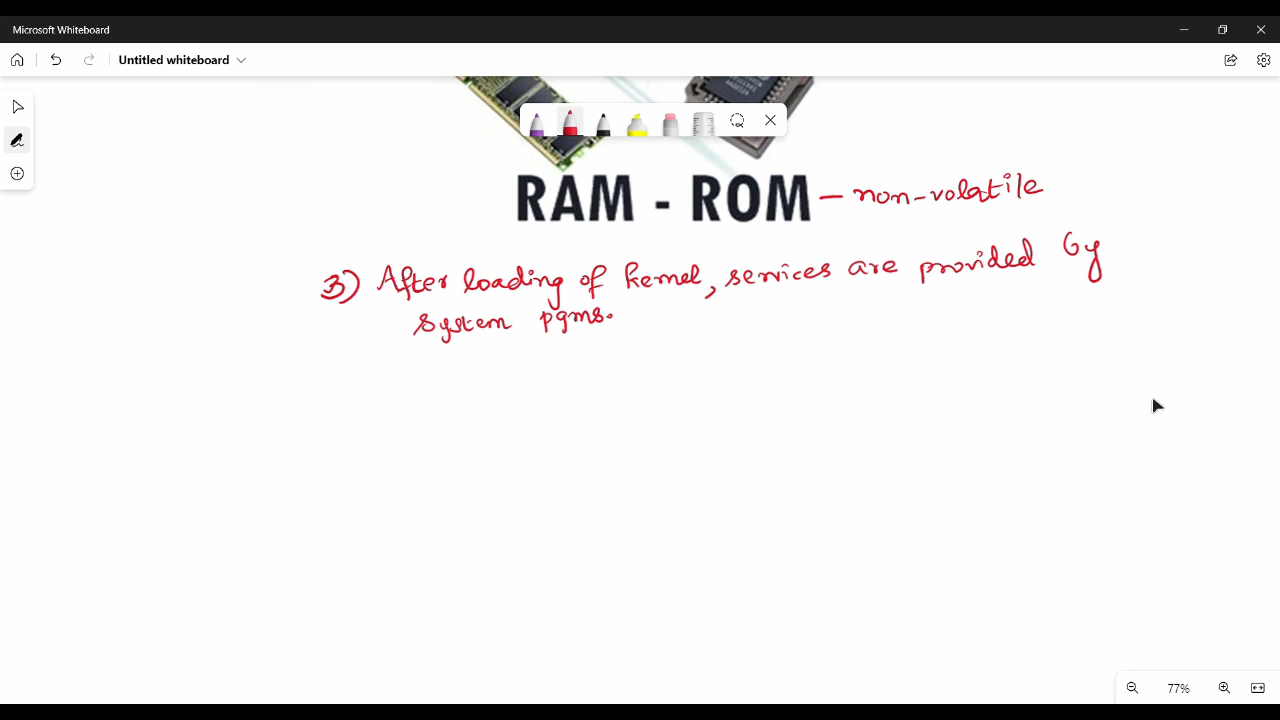 Microsoft Whiteboard
Untitled whiteboard
RAM - ROM - non-volatile
3) After loading of kernel, services are provided by
system pgms.
77%